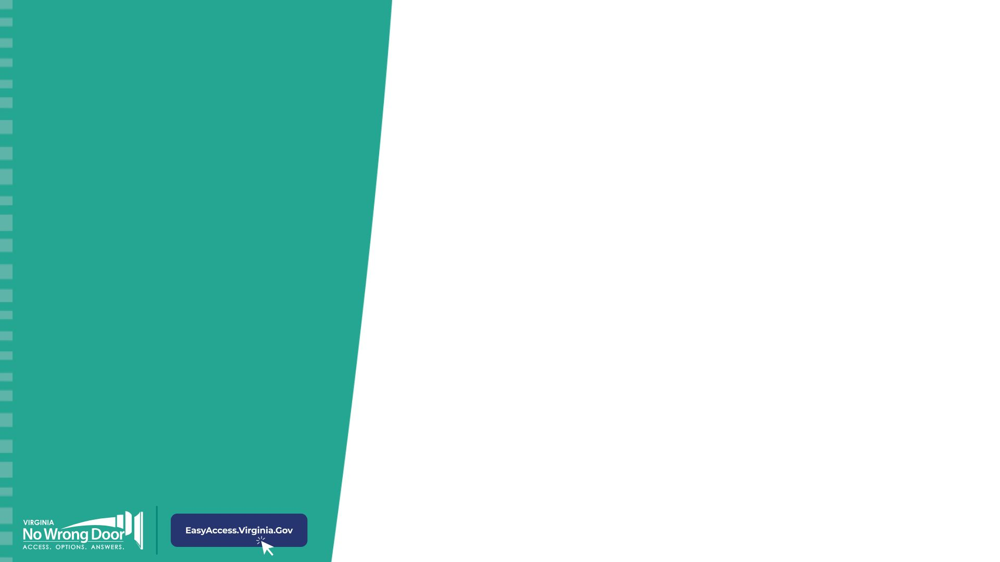 VIRGINIA
No Wrong Door
ACCESS. OPTIONS. ANSWERS.
EasyAccess.Virginia.Gov